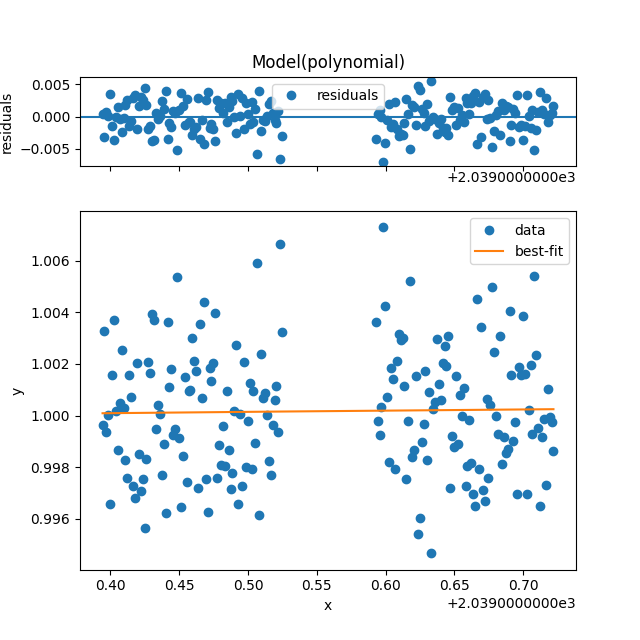 Model(polynomial)
residuals
0.005
0.000
−0.005
residuals
+2.0390000000e3
y
1.006
1.004
1.002
1.000
0.998
0.996
data
best-fit
0.40 0.45 0.50 0.55 0.60 0.65 0.70
x
+2.0390000000e3